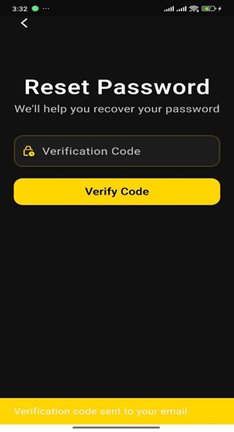 3:32
Reset Password
We'll help you recover your password
Verification Code
Verify Code
Verification code sent to your email